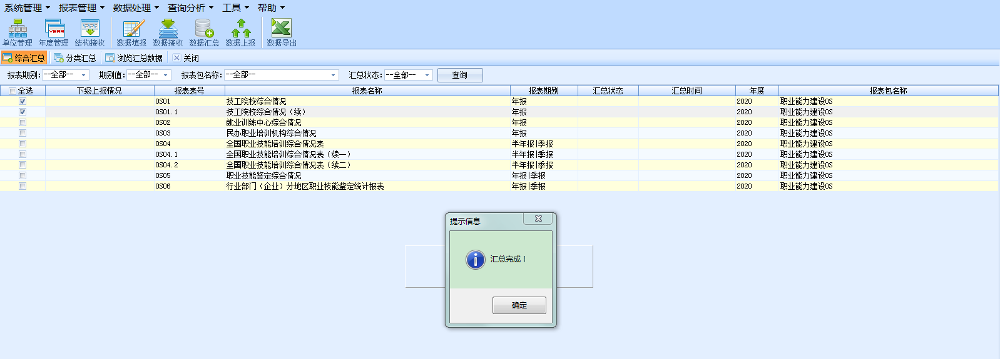 系统管理 报表管理 数据处理 查询分析 工具 帮助
YEAR
单位管理 年度管理 结构接收 数据填报 数据接收 数据汇总 数据上报 数据导出
综合汇总 分类汇总 浏览汇总数据 关闭
报表期别: --全部-- 期别值: --全部-- 报表包名称: --全部-- 汇总状态: --全部-- 查询
全选 下级上报情况 报表表号 报表名称 报表期别 汇总状态 汇总时间 年度 报表包名称
OS01 技工院校综合情况 年报 2020 职业能力建设OS
OS01.1 技工院校综合情况（续） 年报 2020 职业能力建设OS
OS02 就业训练中心综合情况 年报 2020 职业能力建设OS
OS03 民办职业培训机构综合情况 年报 2020 职业能力建设OS
OS04 全国职业技能培训综合情况表 半年报|季报 2020 职业能力建设OS
OS04.1 全国职业技能培训综合情况表（续一） 半年报|季报 2020 职业能力建设OS
OS04.2 全国职业技能培训综合情况表（续二） 半年报|季报 2020 职业能力建设OS
OS05 职业技能鉴定综合情况 年报|季报 2020 职业能力建设OS
OS06 行业部门（企业）分地区职业技能鉴定统计报表 年报|季报 2020 职业能力建设OS
提示信息
汇总完成！
确定